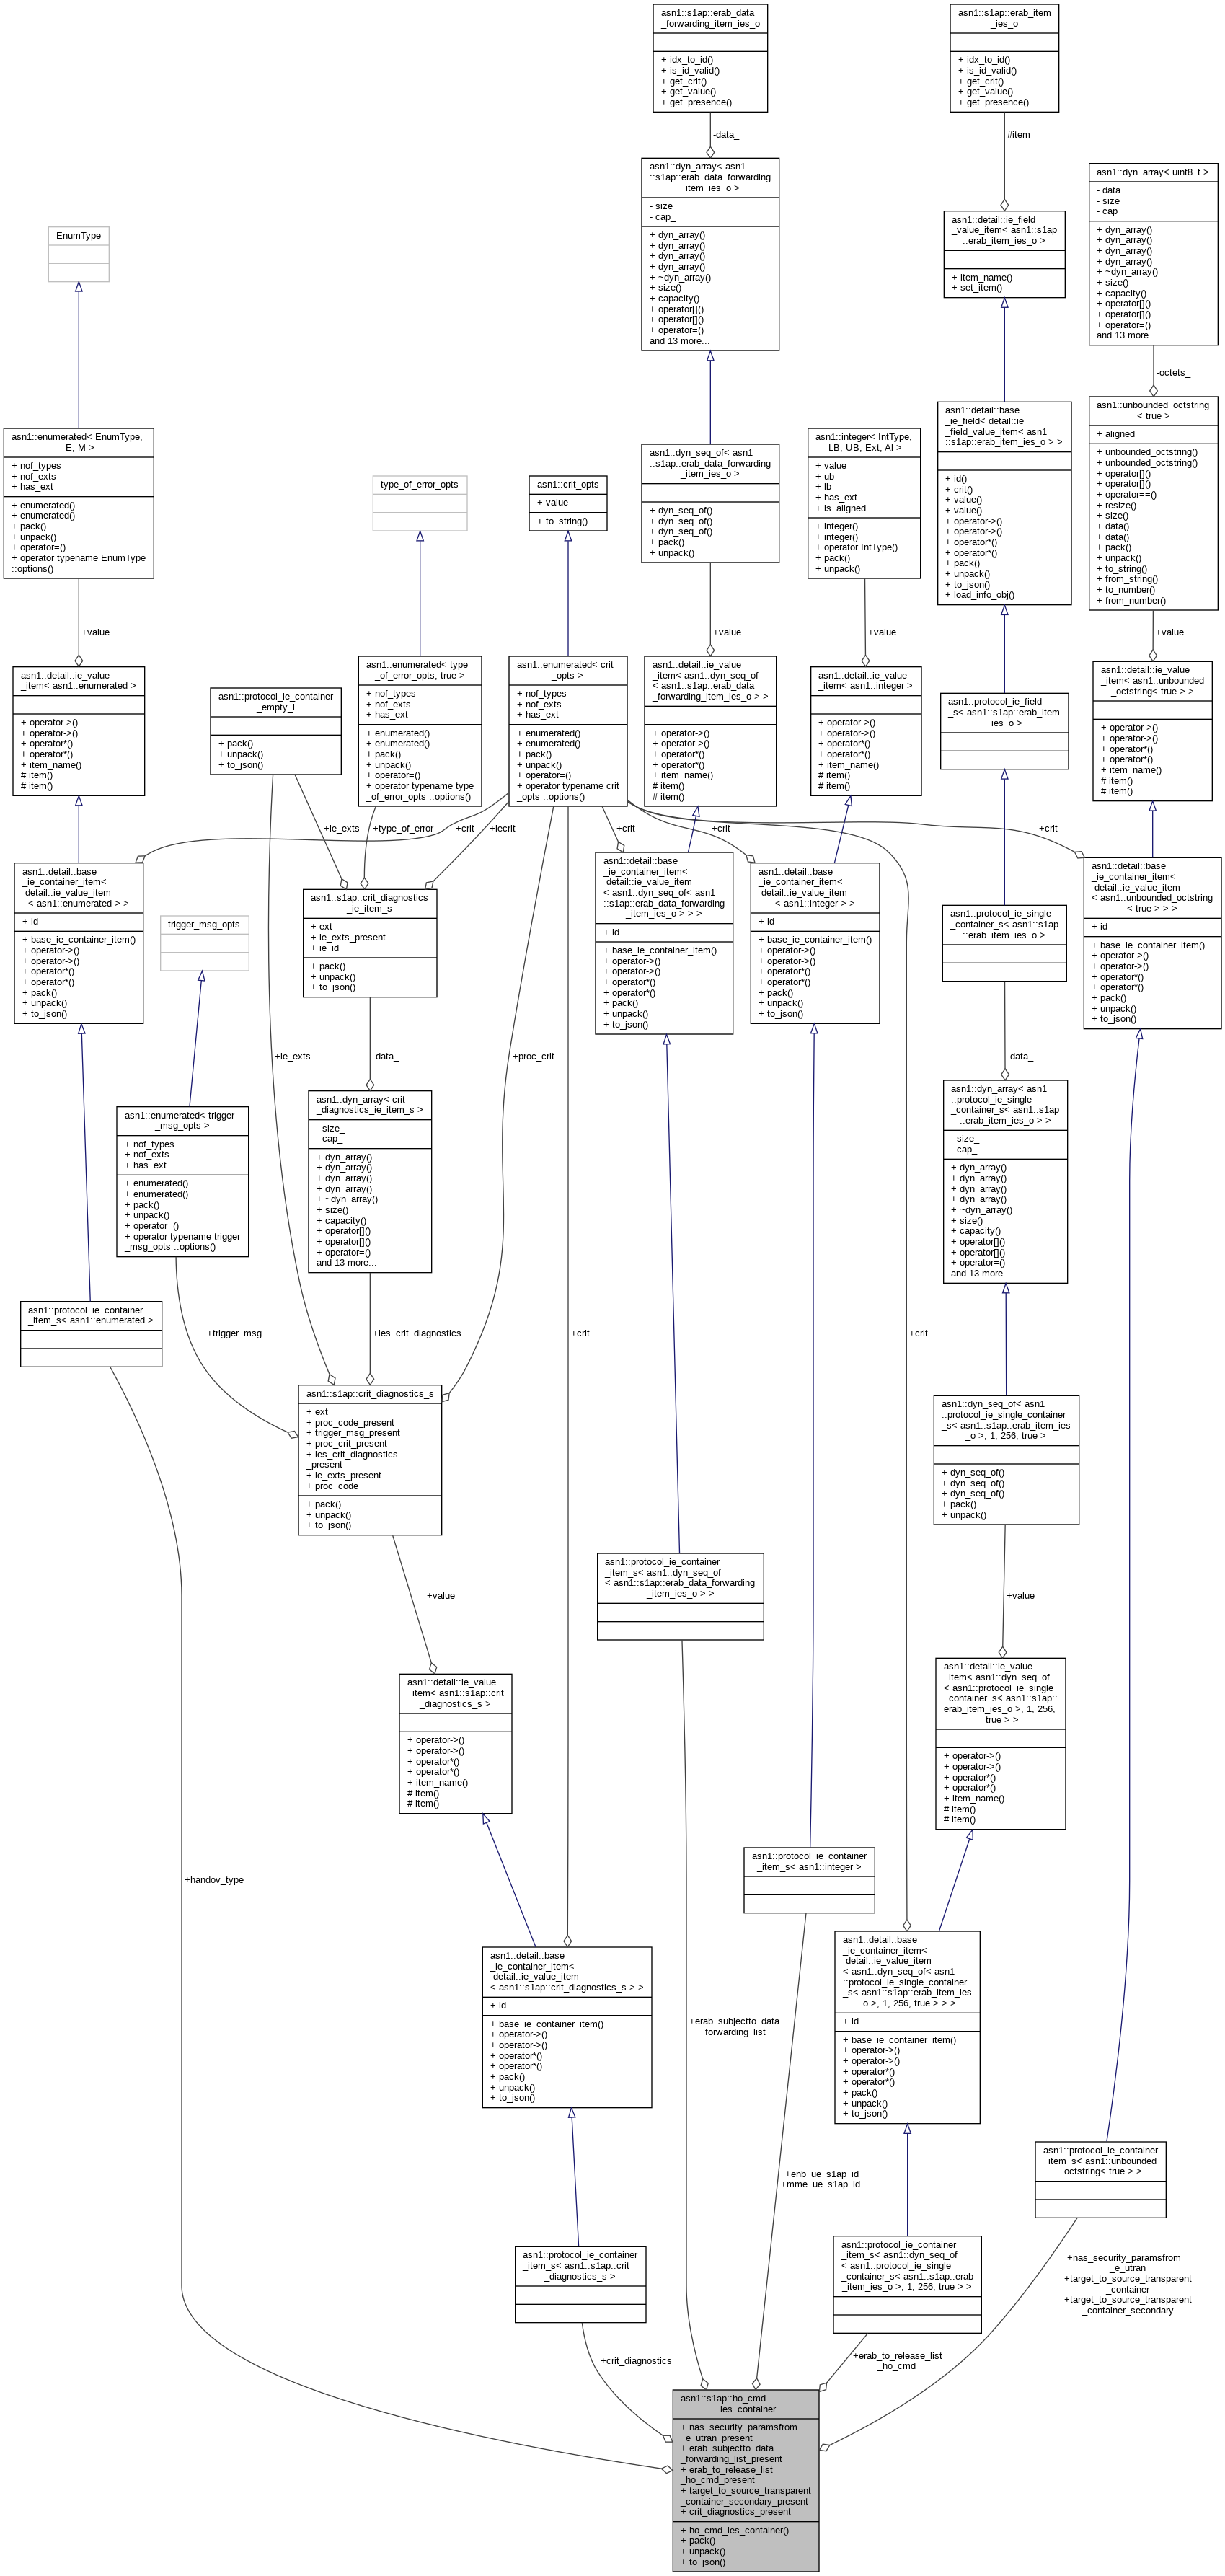 asn1::s1ap::erab_data
_forwarding_item_ies_o
+ idx_to_id()
+ is_id_valid()
+ get_crit()
+ get_value()
+ get_presence()
asn1::s1ap::erab_item
_ies_o
+ idx_to_id()
+ is_id_valid()
+ get_crit()
+ get_value()
+ get_presence()
-data_
#item
asn1::dyn_array< asn1
::s1ap::erab_data_forwarding
_item_ies_o >
- size_
- cap_
+ dyn_array()
+ dyn_array()
+ dyn_array()
+ dyn_array()
+ ~dyn_array()
+ size()
+ capacity()
+ operator[]()
+ operator[]()
+ operator=()
and 13 more...
asn1::detail::ie_field
_value_item< asn1::s1ap
::erab_item_ies_o >
+ item_name()
+ set_item()
asn1::dyn_array< uint8_t >
- data_
- size_
- cap_
+ dyn_array()
+ dyn_array()
+ dyn_array()
+ dyn_array()
+ ~dyn_array()
+ size()
+ capacity()
+ operator[]()
+ operator[]()
+ operator=()
and 13 more...
-octets_
EnumType
asn1::enumerated< EnumType,
E, M >
+ nof_types
+ nof_exts
+ has_ext
+ enumerated()
+ enumerated()
+ pack()
+ unpack()
+ operator=()
+ operator typename EnumType
::options()
+value
type_of_error_opts
asn1::crit_opts
+ value
+ to_string()
asn1::dyn_seq_of< asn1
::s1ap::erab_data_forwarding
_item_ies_o >
+ dyn_seq_of()
+ dyn_seq_of()
+ dyn_seq_of()
+ pack()
+ unpack()
+value
asn1::integer< IntType,
LB, UB, Ext, Al >
+ value
+ ub
+ lb
+ has_ext
+ is_aligned
+ integer()
+ integer()
+ operator IntType()
+ pack()
+ unpack()
+value
asn1::detail::base
_ie_field< detail::ie
_field_value_item< asn1
::s1ap::erab_item_ies_o > >
+ id()
+ crit()
+ value()
+ value()
+ operator->()
+ operator->()
+ operator*()
+ operator*()
+ pack()
+ unpack()
+ to_json()
+ load_info_obj()
asn1::unbounded_octstring
< true >
+ aligned
+ unbounded_octstring()
+ unbounded_octstring()
+ operator[]()
+ operator[]()
+ operator==()
+ resize()
+ size()
+ data()
+ data()
+ pack()
+ unpack()
+ to_string()
+ from_string()
+ to_number()
+ from_number()
+value
asn1::detail::ie_value
_item< asn1::enumerated >
+ operator->()
+ operator->()
+ operator*()
+ operator*()
+ item_name()
# item()
# item()
asn1::protocol_ie_container
_empty_l
+ pack()
+ unpack()
+ to_json()
asn1::enumerated< type
_of_error_opts, true >
+ nof_types
+ nof_exts
+ has_ext
+ enumerated()
+ enumerated()
+ pack()
+ unpack()
+ operator=()
+ operator typename type
_of_error_opts ::options()
asn1::enumerated< crit
_opts >
+ nof_types
+ nof_exts
+ has_ext
+ enumerated()
+ enumerated()
+ pack()
+ unpack()
+ operator=()
+ operator typename crit
_opts ::options()
asn1::detail::ie_value
_item< asn1::dyn_seq_of
< asn1::s1ap::erab_data
_forwarding_item_ies_o > >
+ operator->()
+ operator->()
+ operator*()
+ operator*()
+ item_name()
# item()
# item()
asn1::detail::ie_value
_item< asn1::integer >
+ operator->()
+ operator->()
+ operator*()
+ operator*()
+ item_name()
# item()
# item()
asn1::protocol_ie_field
_s< asn1::s1ap::erab_item
_ies_o >
asn1::detail::ie_value
_item< asn1::unbounded
_octstring< true > >
+ operator->()
+ operator->()
+ operator*()
+ operator*()
+ item_name()
# item()
# item()
+ie_exts
+type_of_error
+crit
+iecrit
+crit
+crit
+crit
asn1::detail::base
_ie_container_item<
detail::ie_value_item
< asn1::enumerated > >
+ id
+ base_ie_container_item()
+ operator->()
+ operator->()
+ operator*()
+ operator*()
+ pack()
+ unpack()
+ to_json()
trigger_msg_opts
asn1::s1ap::crit_diagnostics
_ie_item_s
+ ext
+ ie_exts_present
+ ie_id
+ pack()
+ unpack()
+ to_json()
asn1::detail::base
_ie_container_item<
detail::ie_value_item
< asn1::dyn_seq_of< asn1
::s1ap::erab_data_forwarding
_item_ies_o > > >
+ id
+ base_ie_container_item()
+ operator->()
+ operator->()
+ operator*()
+ operator*()
+ pack()
+ unpack()
+ to_json()
asn1::detail::base
_ie_container_item<
detail::ie_value_item
< asn1::integer > >
+ id
+ base_ie_container_item()
+ operator->()
+ operator->()
+ operator*()
+ operator*()
+ pack()
+ unpack()
+ to_json()
asn1::protocol_ie_single
_container_s< asn1::s1ap
::erab_item_ies_o >
asn1::detail::base
_ie_container_item<
detail::ie_value_item
< asn1::unbounded_octstring
< true > > >
+ id
+ base_ie_container_item()
+ operator->()
+ operator->()
+ operator*()
+ operator*()
+ pack()
+ unpack()
+ to_json()
+ie_exts
-data_
+proc_crit
-data_
asn1::enumerated< trigger
_msg_opts >
+ nof_types
+ nof_exts
+ has_ext
+ enumerated()
+ enumerated()
+ pack()
+ unpack()
+ operator=()
+ operator typename trigger
_msg_opts ::options()
asn1::dyn_array< crit
_diagnostics_ie_item_s >
- size_
- cap_
+ dyn_array()
+ dyn_array()
+ dyn_array()
+ dyn_array()
+ ~dyn_array()
+ size()
+ capacity()
+ operator[]()
+ operator[]()
+ operator=()
and 13 more...
asn1::dyn_array< asn1
::protocol_ie_single
_container_s< asn1::s1ap
::erab_item_ies_o > >
- size_
- cap_
+ dyn_array()
+ dyn_array()
+ dyn_array()
+ dyn_array()
+ ~dyn_array()
+ size()
+ capacity()
+ operator[]()
+ operator[]()
+ operator=()
and 13 more...
asn1::protocol_ie_container
_item_s< asn1::enumerated >
+trigger_msg
+ies_crit_diagnostics
+crit
+crit
asn1::s1ap::crit_diagnostics_s
+ ext
+ proc_code_present
+ trigger_msg_present
+ proc_crit_present
+ ies_crit_diagnostics
_present
+ ie_exts_present
+ proc_code
+ pack()
+ unpack()
+ to_json()
asn1::dyn_seq_of< asn1
::protocol_ie_single_container
_s< asn1::s1ap::erab_item_ies
_o >, 1, 256, true >
+ dyn_seq_of()
+ dyn_seq_of()
+ dyn_seq_of()
+ pack()
+ unpack()
asn1::protocol_ie_container
_item_s< asn1::dyn_seq_of
< asn1::s1ap::erab_data_forwarding
_item_ies_o > >
+value
+value
asn1::detail::ie_value
_item< asn1::s1ap::crit
_diagnostics_s >
+ operator->()
+ operator->()
+ operator*()
+ operator*()
+ item_name()
# item()
# item()
asn1::detail::ie_value
_item< asn1::dyn_seq_of
< asn1::protocol_ie_single
_container_s< asn1::s1ap::
erab_item_ies_o >, 1, 256,
true > >
+ operator->()
+ operator->()
+ operator*()
+ operator*()
+ item_name()
# item()
# item()
+handov_type
asn1::protocol_ie_container
_item_s< asn1::integer >
asn1::detail::base
_ie_container_item<
detail::ie_value_item
< asn1::s1ap::crit_diagnostics_s > >
+ id
+ base_ie_container_item()
+ operator->()
+ operator->()
+ operator*()
+ operator*()
+ pack()
+ unpack()
+ to_json()
asn1::detail::base
_ie_container_item<
detail::ie_value_item
< asn1::dyn_seq_of< asn1
::protocol_ie_single_container
_s< asn1::s1ap::erab_item_ies
_o >, 1, 256, true > > >
+ id
+ base_ie_container_item()
+ operator->()
+ operator->()
+ operator*()
+ operator*()
+ pack()
+ unpack()
+ to_json()
+erab_subjectto_data
_forwarding_list
+enb_ue_s1ap_id
+mme_ue_s1ap_id
asn1::protocol_ie_container
_item_s< asn1::unbounded
_octstring< true > >
asn1::protocol_ie_container
_item_s< asn1::s1ap::crit
_diagnostics_s >
asn1::protocol_ie_container
_item_s< asn1::dyn_seq_of
< asn1::protocol_ie_single
_container_s< asn1::s1ap::erab
_item_ies_o >, 1, 256, true > >
+nas_security_paramsfrom
_e_utran
+target_to_source_transparent
_container
+target_to_source_transparent
_container_secondary
+crit_diagnostics
+erab_to_release_list
_ho_cmd
asn1::s1ap::ho_cmd
_ies_container
+ nas_security_paramsfrom
_e_utran_present
+ erab_subjectto_data
_forwarding_list_present
+ erab_to_release_list
_ho_cmd_present
+ target_to_source_transparent
_container_secondary_present
+ crit_diagnostics_present
+ ho_cmd_ies_container()
+ pack()
+ unpack()
+ to_json()